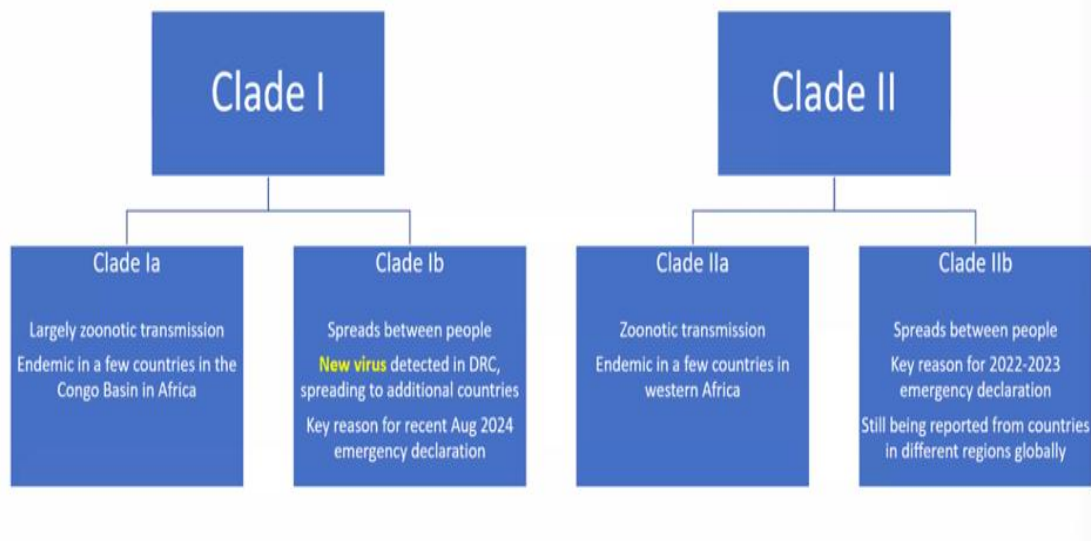 Clade I
Clade II
Clade Ia
Largely zoonotic transmission
Endemic in a few countries in the
Congo Basin in Africa
Clade Ib
Spreads between people
New virus detected in DRC,
spreading to additional countries
Key reason for recent Aug 2024
emergency declaration
Clade IIa
Zoonotic transmission
Endemic in a few countries in
western Africa
Clade IIb
Spreads between people
Key reason for 2022-2023
emergency declaration
Still being reported from countries
in different regions globally